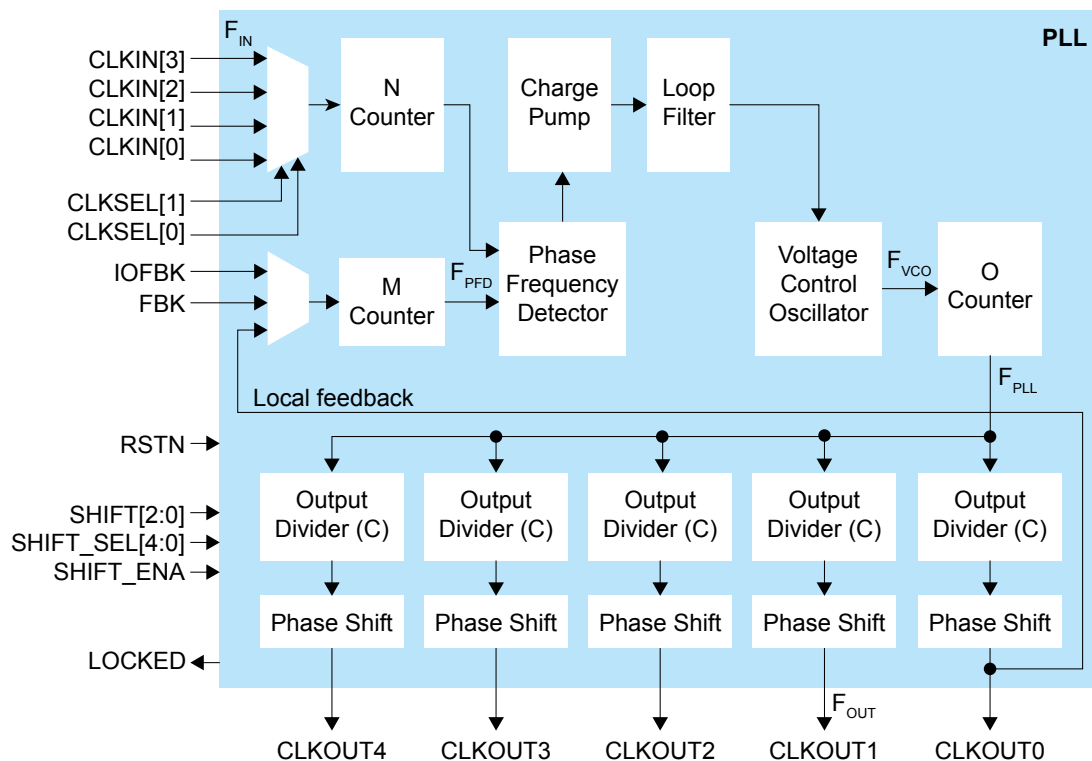 PLL
F_IN
CLKIN[3]
CLKIN[2]
CLKIN[1]
CLKIN[0]
CLKSEL[1]
CLKSEL[0]
N
Counter
Charge
Pump
Loop
Filter
IOFBK
FBK
M
Counter
F_PFD
Phase
Frequency
Detector
Voltage
Control
Oscillator
F_VCO
O
Counter
F_PLL
Local feedback
RSTN
SHIFT[2:0]
SHIFT_SEL[4:0]
SHIFT_ENA
LOCKED
Output
Divider (C)
Output
Divider (C)
Output
Divider (C)
Output
Divider (C)
Output
Divider (C)
Phase Shift
Phase Shift
Phase Shift
Phase Shift
Phase Shift
F_OUT
CLKOUT4
CLKOUT3
CLKOUT2
CLKOUT1
CLKOUT0